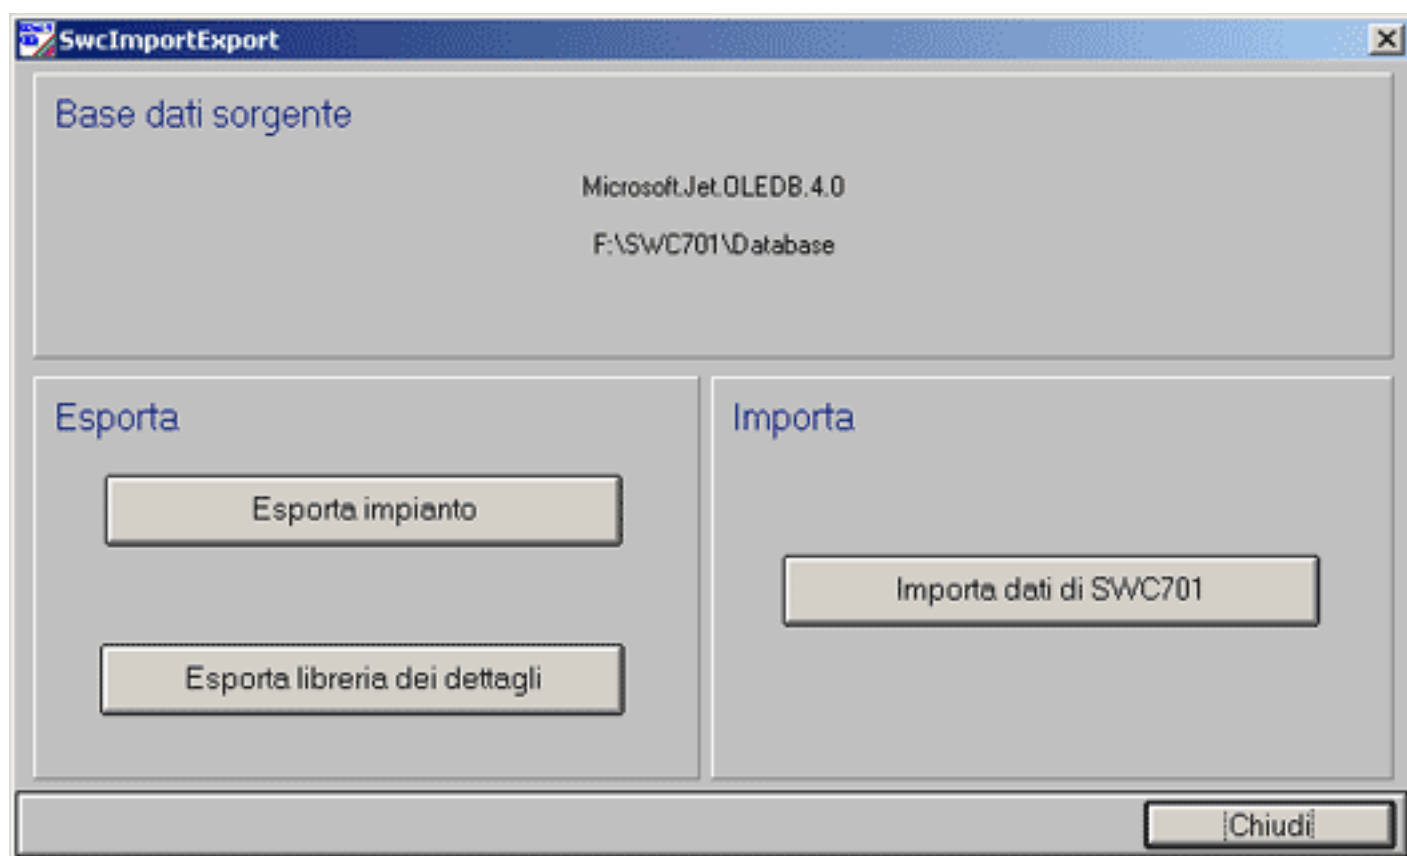 SwcImportExport
Base dati sorgente
Microsoft.Jet.OLEDB.4.0
F:\SWC701\Database
Esporta
Importa
Esporta impianto
Importa dati di SWC701
Esporta libreria dei dettagli
Chiudi